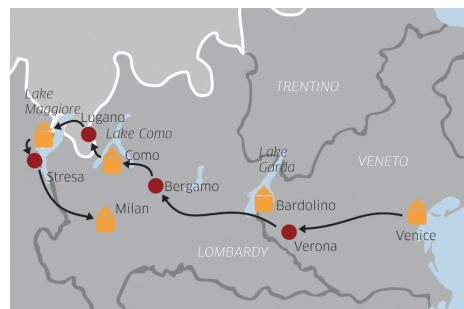 TRENTINO
Lake
Maggiore
Lugano
Lake Como
Como
Lake
Garda
VENETO
Stresa
Bergamo
Bardolino
Milan
Venice
Verona
LOMBARDY